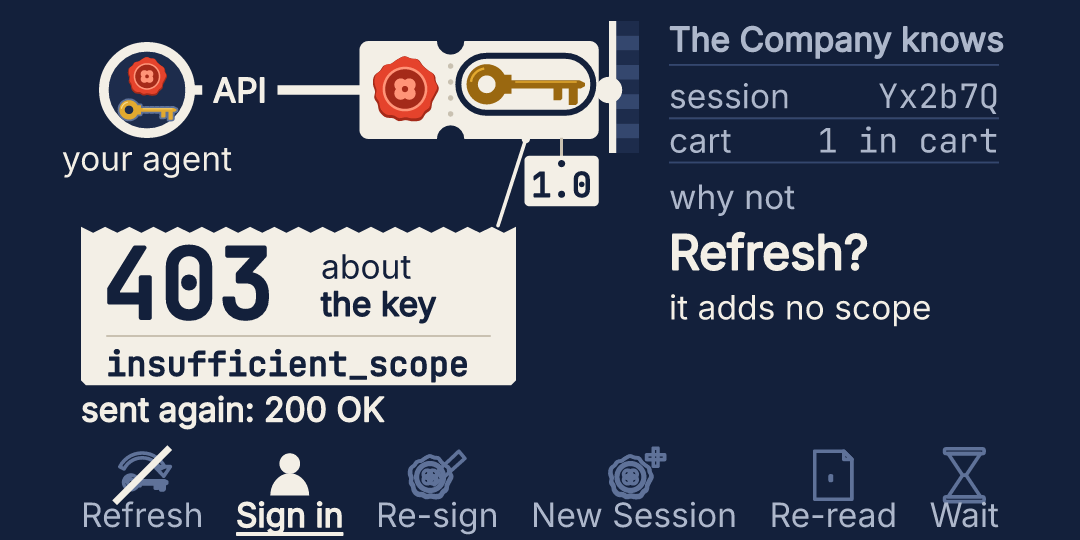 API
your agent
1.0
403
about
the key
insufficient_scope
sent again: 200 OK
The Company knows
session Yx2b7Q
cart 1 in cart
why not
Refresh?
it adds no scope
Refresh Sign in Re-sign New Session Re-read Wait